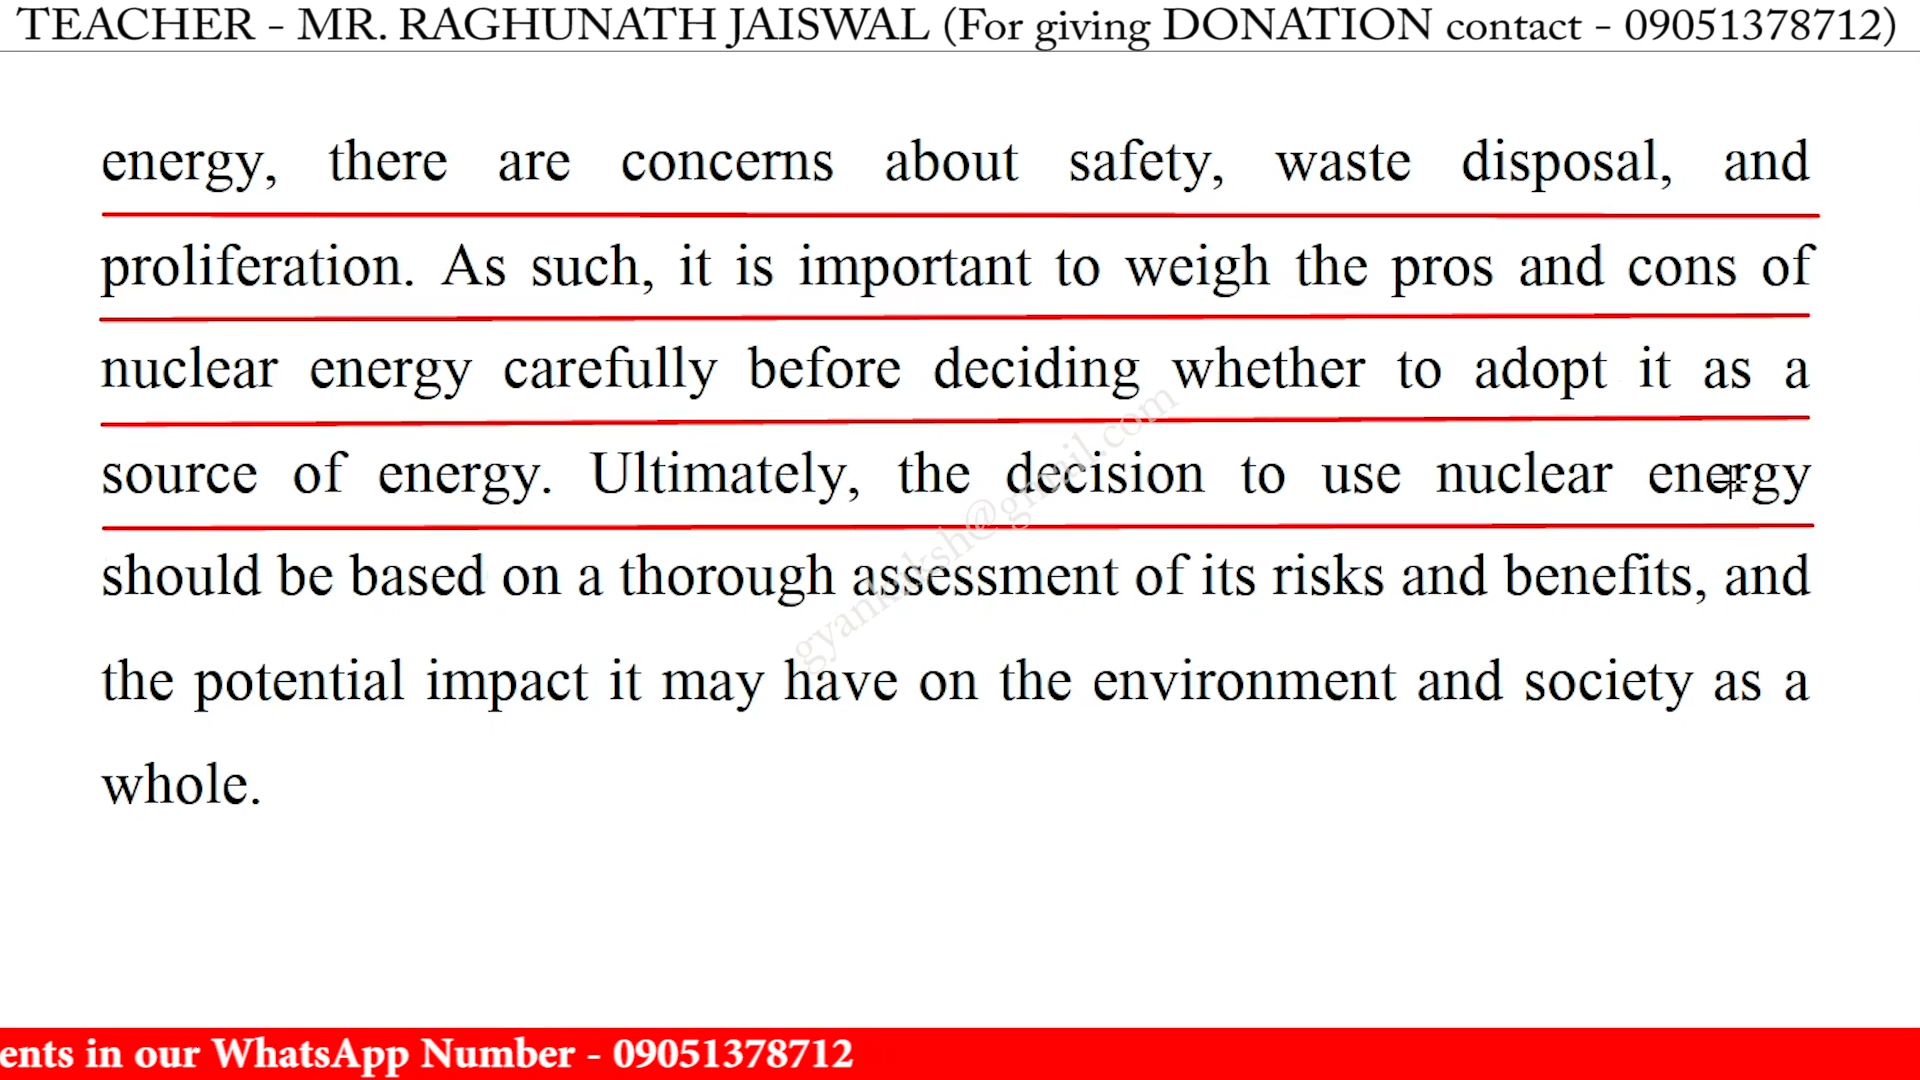 TEACHER - MR. RAGHUNATH JAISWAL (For giving DONATION contact - 09051378712)
energy, there are concerns about safety, waste disposal, and
proliferation. As such, it is important to weigh the pros and cons of
nuclear energy carefully before deciding whether to adopt it as a
source of energy. Ultimately, the decision to use nuclear energy
should be based on a thorough assessment of its risks and benefits, and
the potential impact it may have on the environment and society as a
whole.
ents in our WhatsApp Number - 09051378712